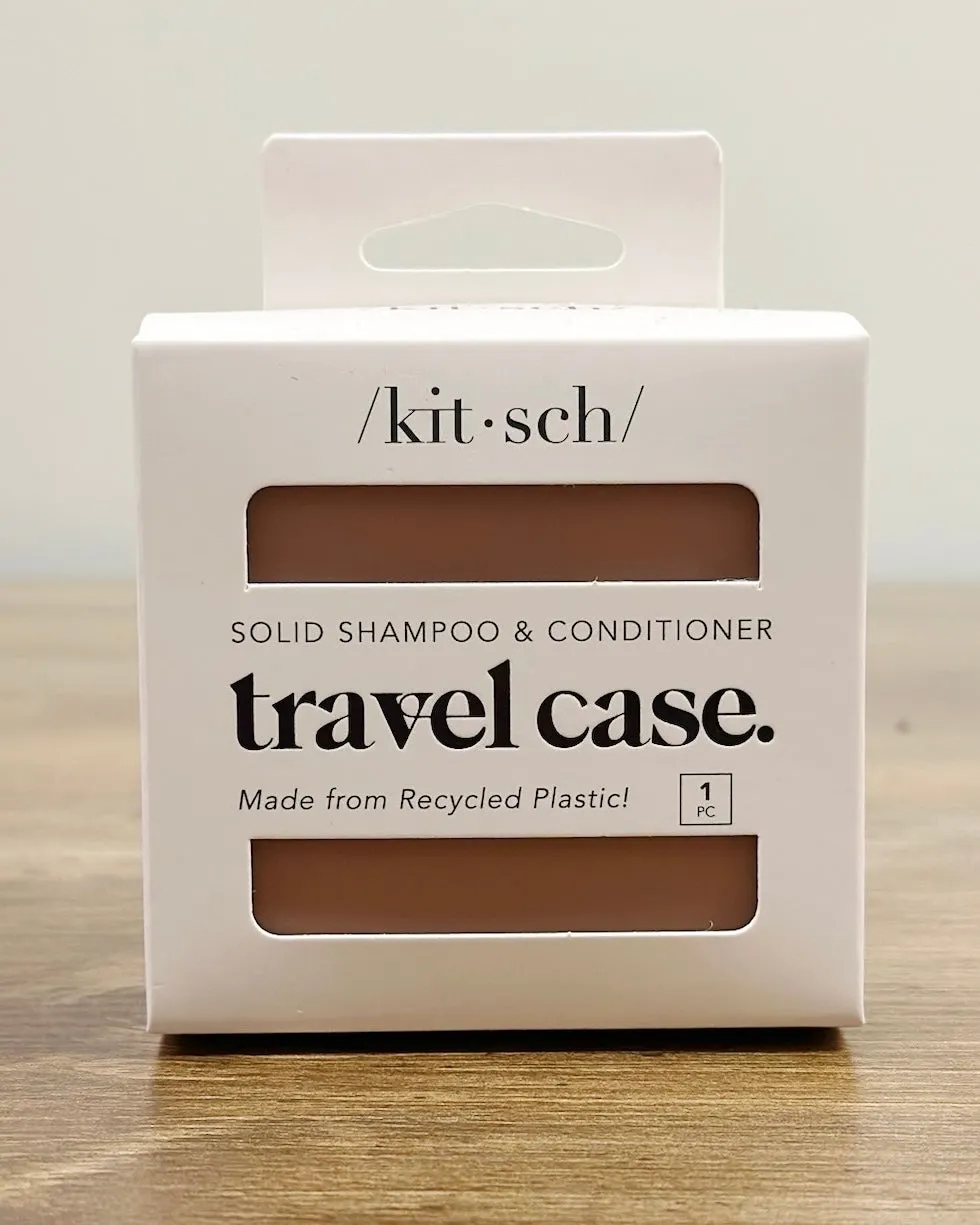 /kit·sch/
SOLID SHAMPOO & CONDITIONER
travel case.
Made from Recycled Plastic!
1
PC